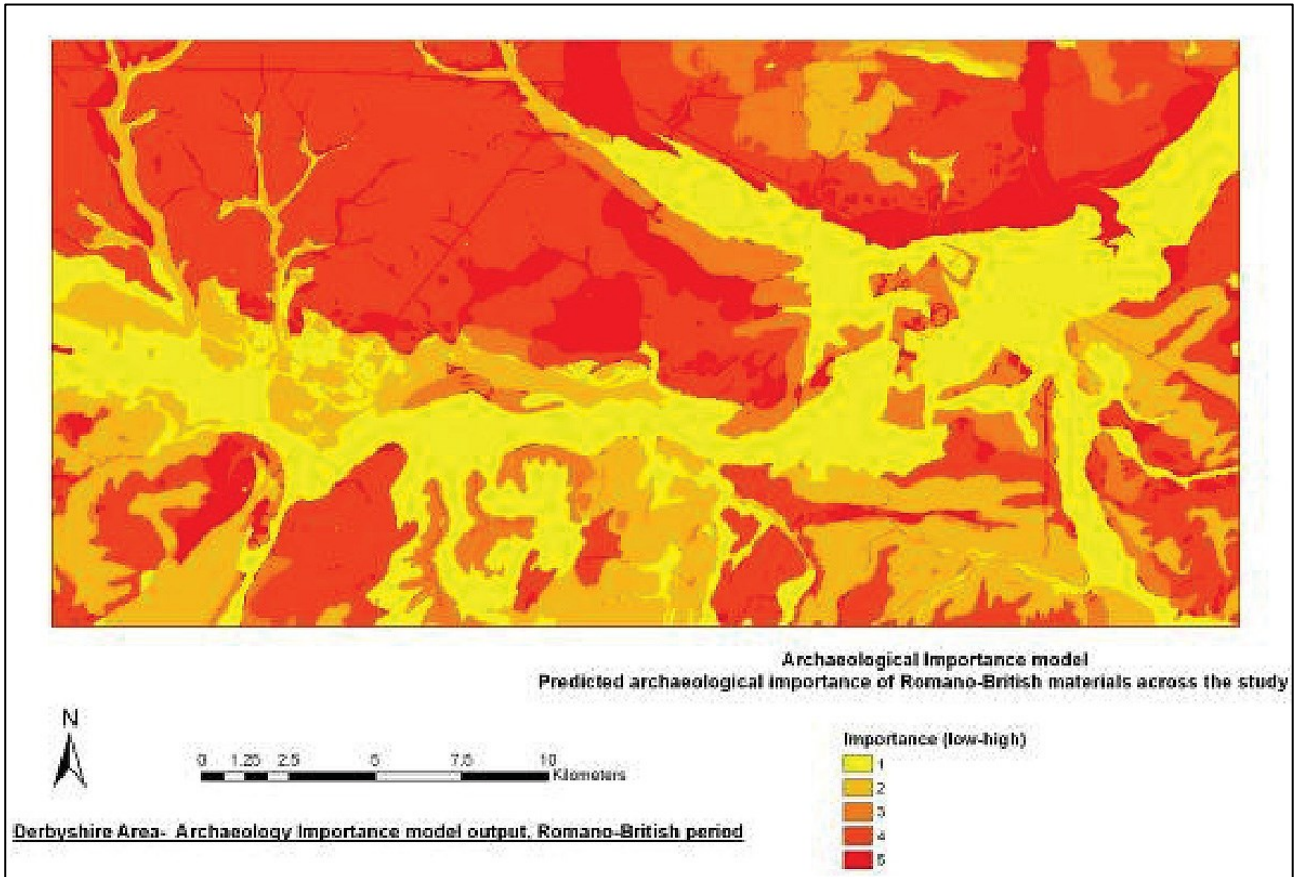 Archaeological Importance model
Predicted archaeological importance of Romano-British materials across the study
N
0 1.25 2.5 5 7.5 10
Kilometers
Importance (low-high)
1
2
3
4
5
Derbyshire Area- Archaeology Importance model output, Romano-British period